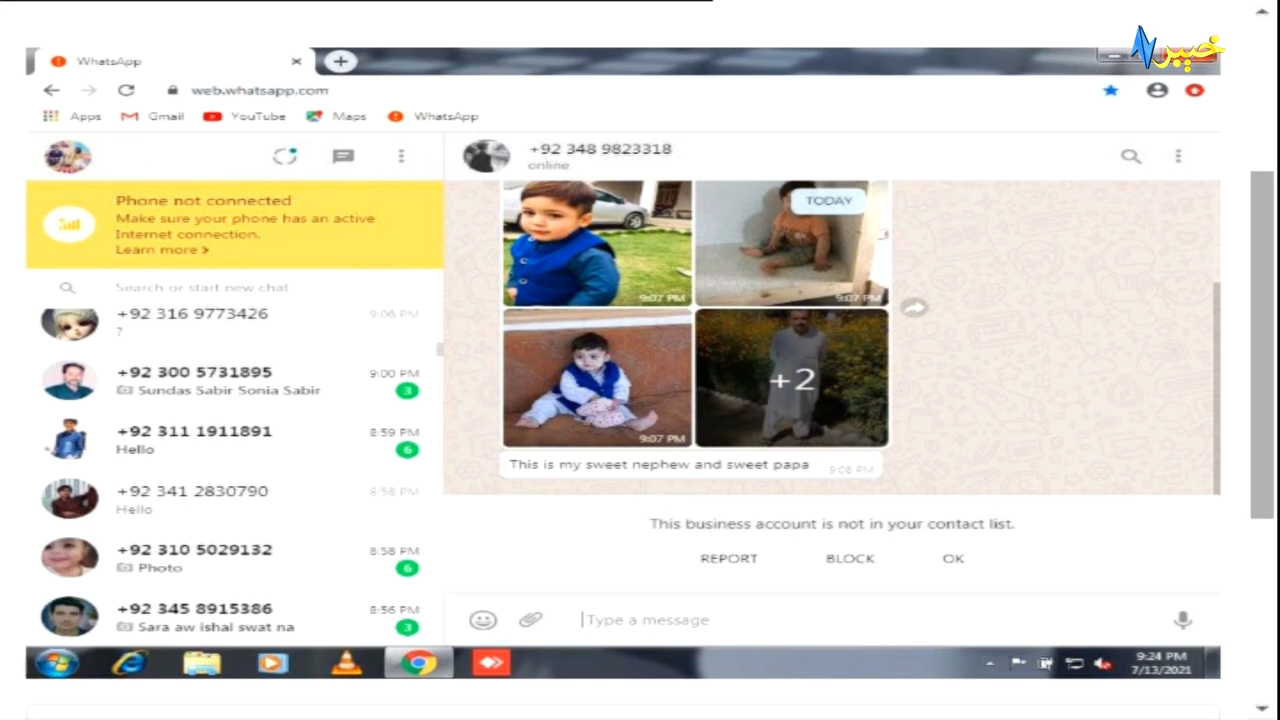 خیبر
WhatsApp
web.whatsapp.com
Apps
Gmail
YouTube
Maps
WhatsApp
+92 348 9823318
online
Phone not connected
Make sure your phone has an active
Internet connection.
Learn more
Search or start new chat
+92 316 9773426
9:06 PM
?
+92 300 5731895
9:00 PM
Sundas Sabir Sonia Sabir
3
+92 311 1911891
8:59 PM
Hello
6
+92 341 2830790
8:58 PM
Hello
+92 310 5029132
8:58 PM
Photo
6
+92 345 8915386
8:56 PM
Sara aw ishal swat na
3
TODAY
9:07 PM
9:07 PM
9:07 PM
+2
This is my sweet nephew and sweet papa
9:08 PM
This business account is not in your contact list.
REPORT
BLOCK
OK
Type a message
9:24 PM
7/13/2021